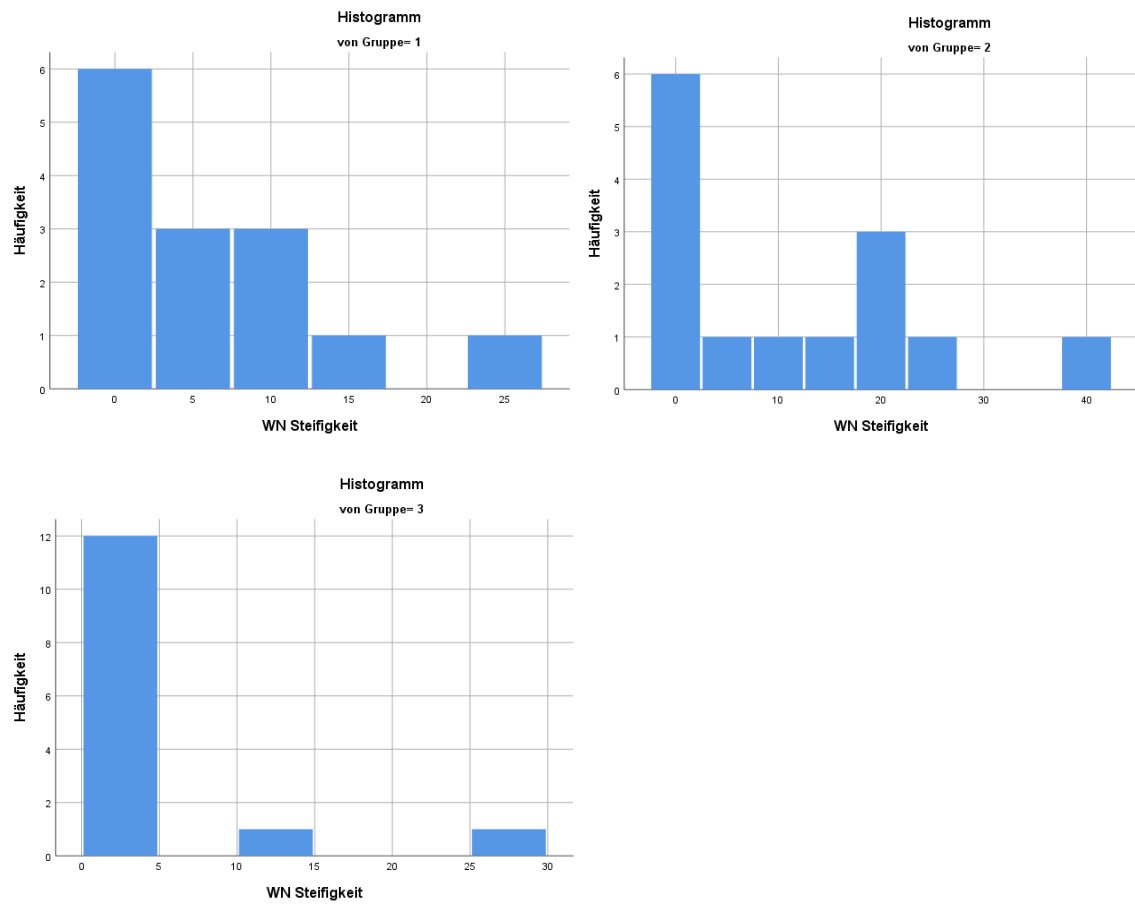 Histogramm
von Gruppe= 1
Häufigkeit
6
5
4
3
2
1
0
0 5 10 15 20 25
WN Steifigkeit
Histogramm
von Gruppe= 2
Häufigkeit
6
5
4
3
2
1
0
0 10 20 30 40
WN Steifigkeit
Histogramm
von Gruppe= 3
Häufigkeit
12
10
8
6
4
2
0
0 5 10 15 20 25 30
WN Steifigkeit